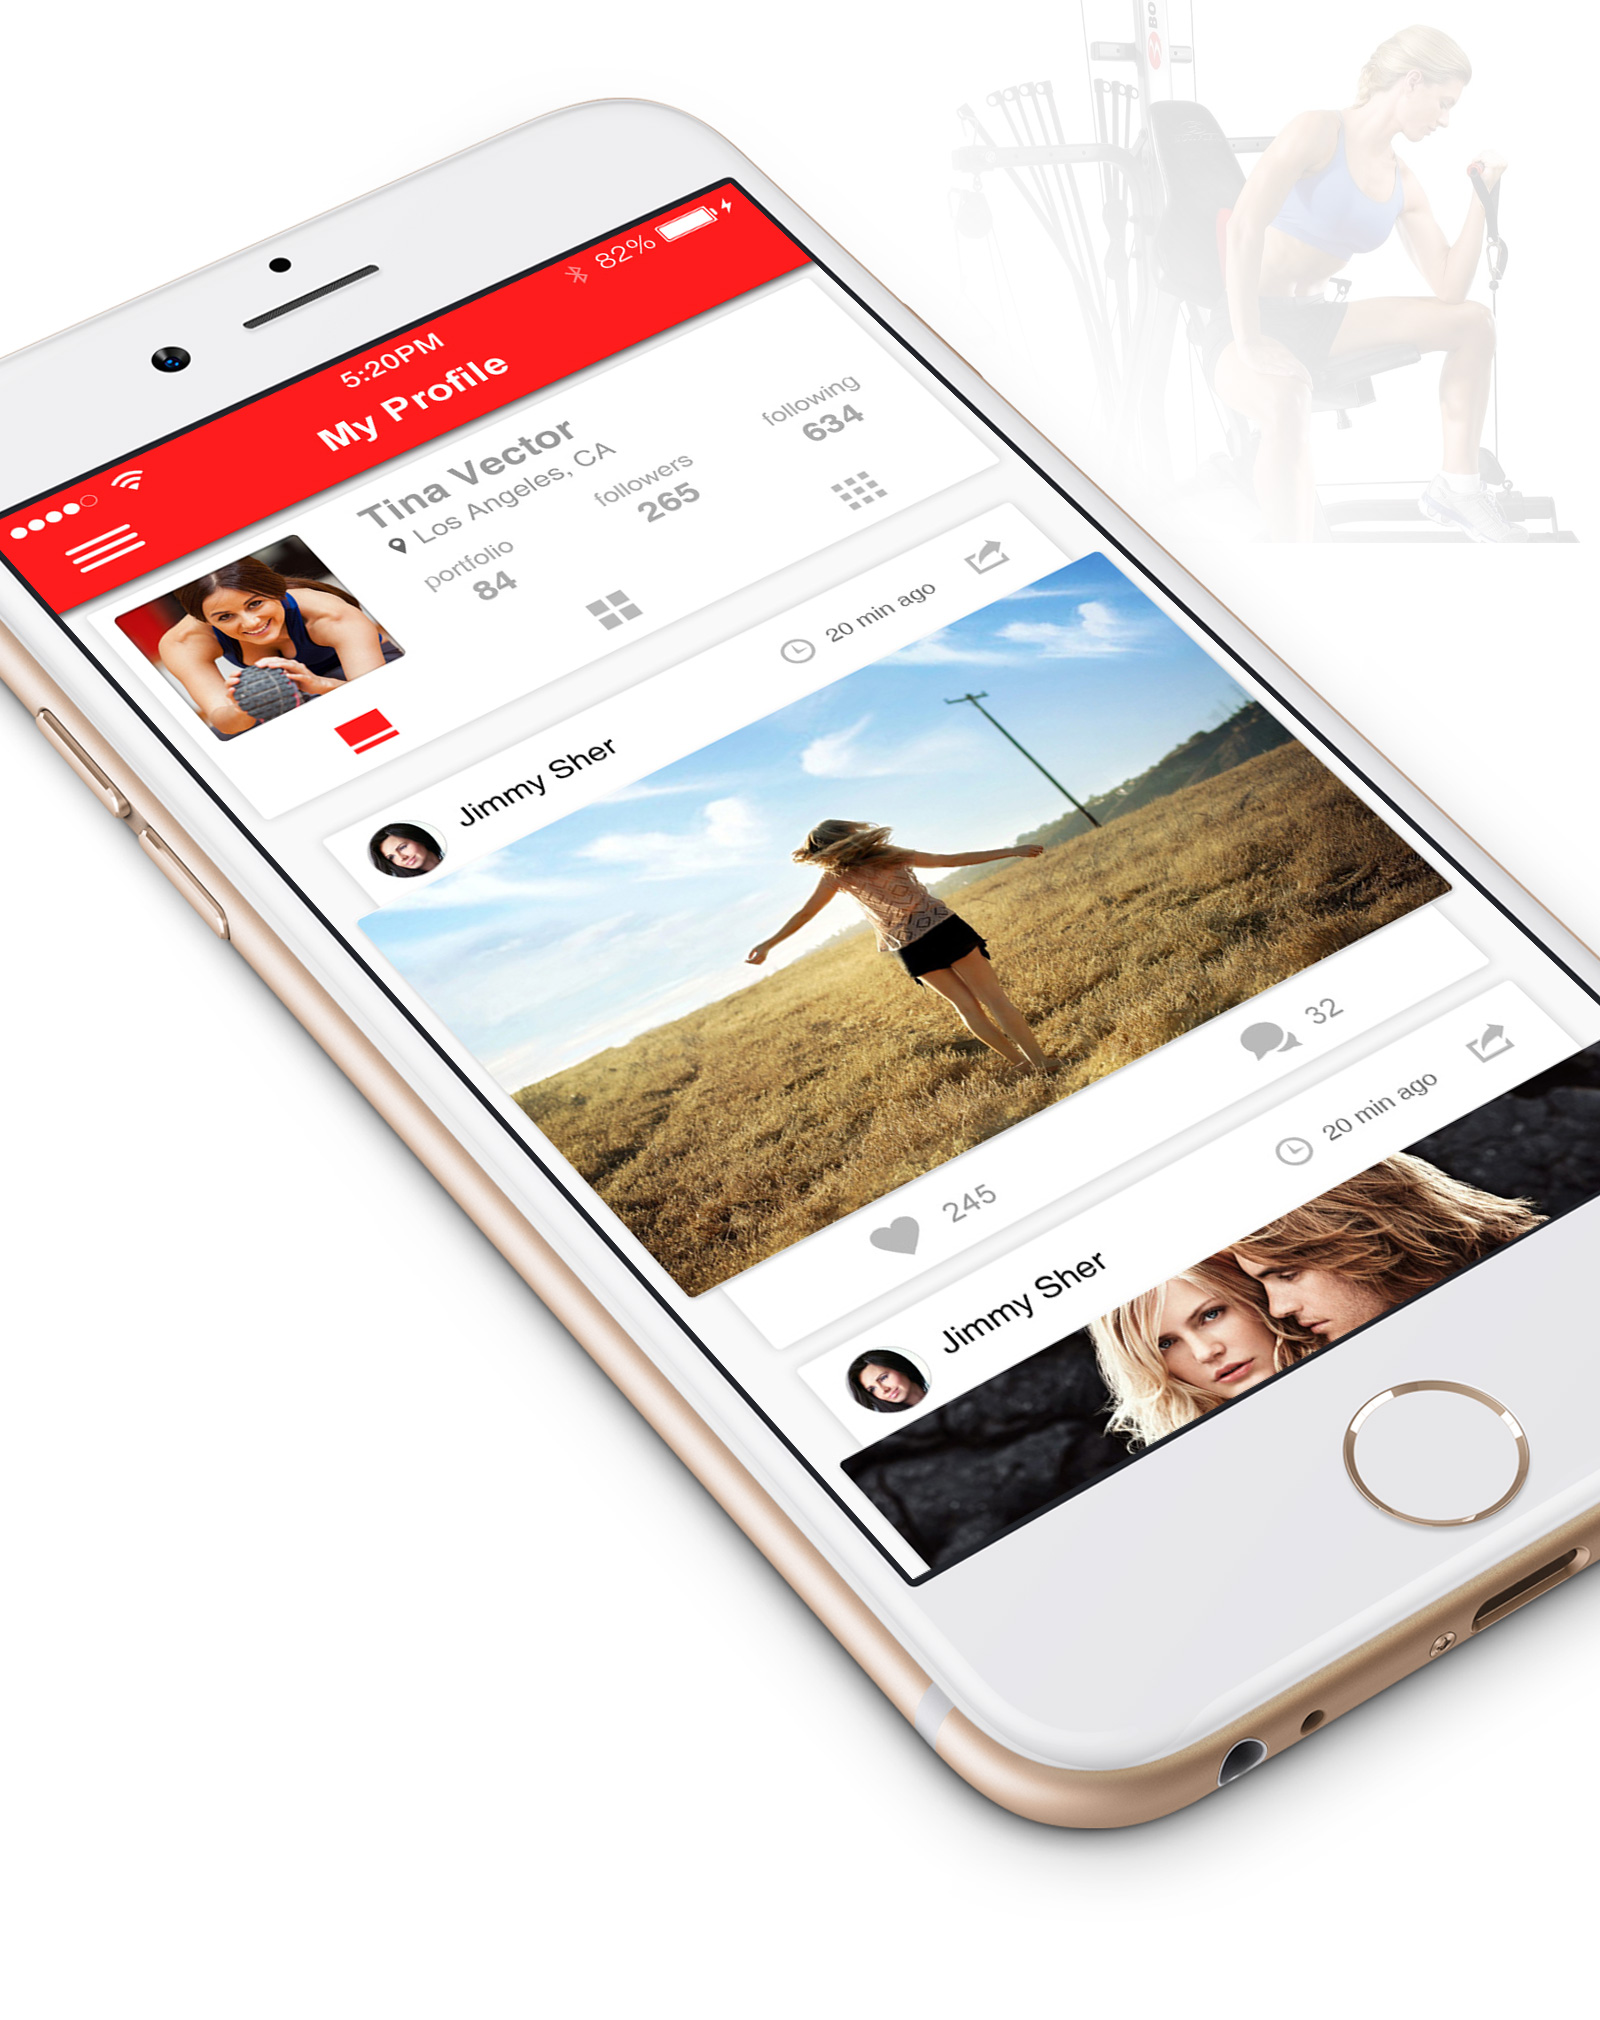 BO
82%
5:20PM
My Profile
Tina Vector
Los Angeles, CA
portfolio
84
followers
265
following
634
Jimmy Sher
20 min ago
245
32
Jimmy Sher
20 min ago